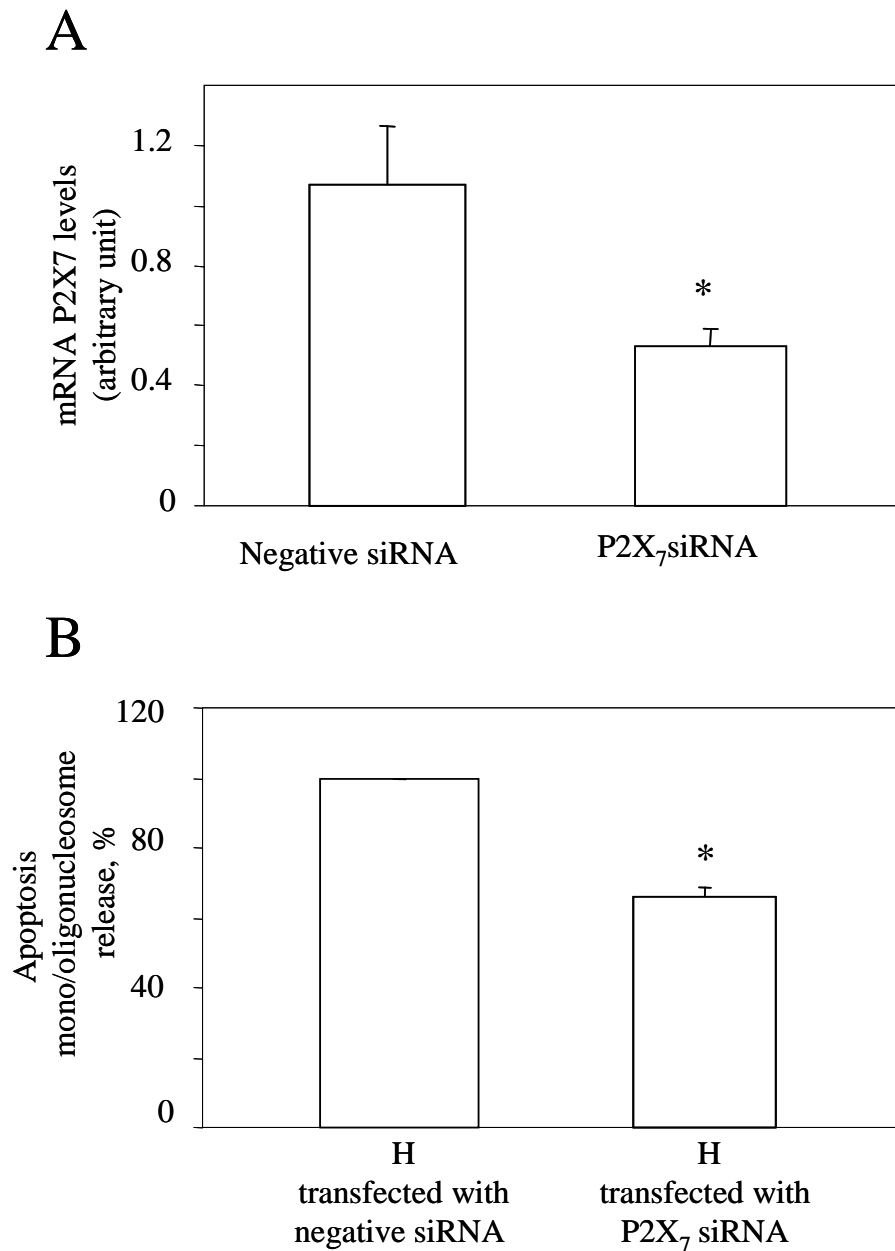 A
mRNA P2X7 levels
(arbitrary unit)
1.2
0.8
0.4
0
*
Negative siRNA
P2X₇siRNA
B
Apoptosis
mono/oligonucleosome
release, %
120
80
40
0
*
H
transfected with
negative siRNA
H
transfected with
P2X₇ siRNA